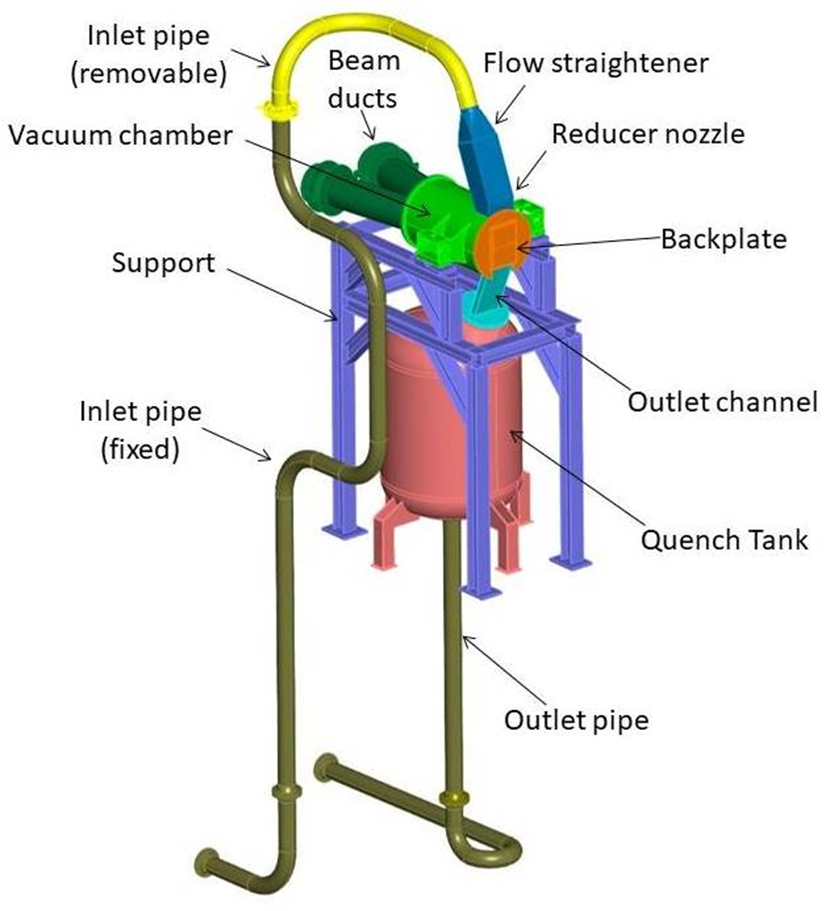 Inlet pipe
(removable)
Beam
ducts
Flow straightener
Vacuum chamber
Reducer nozzle
Backplate
Support
Outlet channel
Inlet pipe
(fixed)
Quench Tank
Outlet pipe